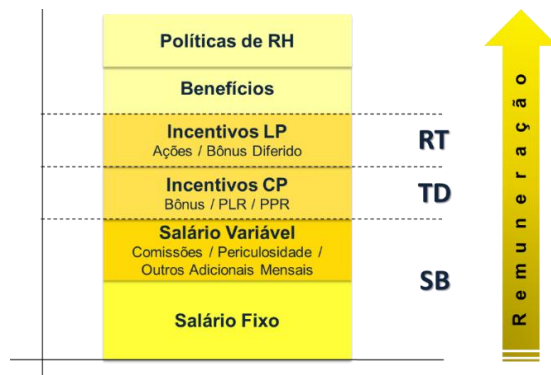 Políticas de RH
Benefícios
Incentivos LP
Ações / Bônus Diferido
RT
Incentivos CP
Bônus / PLR / PPR
TD
Salário Variável
Comissões / Periculosidade /
Outros Adicionais Mensais
SB
Salário Fixo
Remuneração